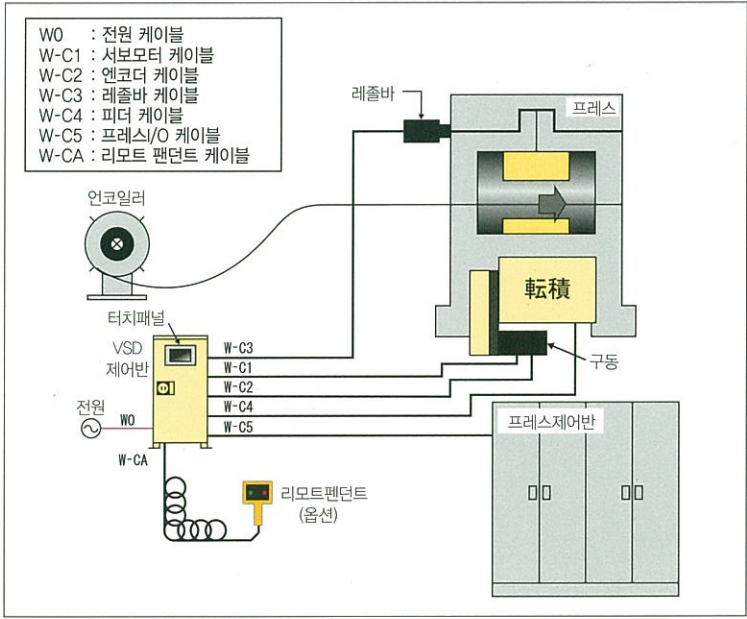 W0 : 전원 케이블
W-C1 : 서보모터 케이블
W-C2 : 엔코더 케이블
W-C3 : 레졸바 케이블
W-C4 : 피더 케이블
W-C5 : 프레스I/O 케이블
W-CA : 리모트 팬던트 케이블
레졸바
프레스
언코일러
転積
터치패널
VSD
제어반
W-C3
W-C1
W-C2
W-C4
W-C5
구동
전원
W0
프레스제어반
W-CA
리모트펜던트
(옵션)